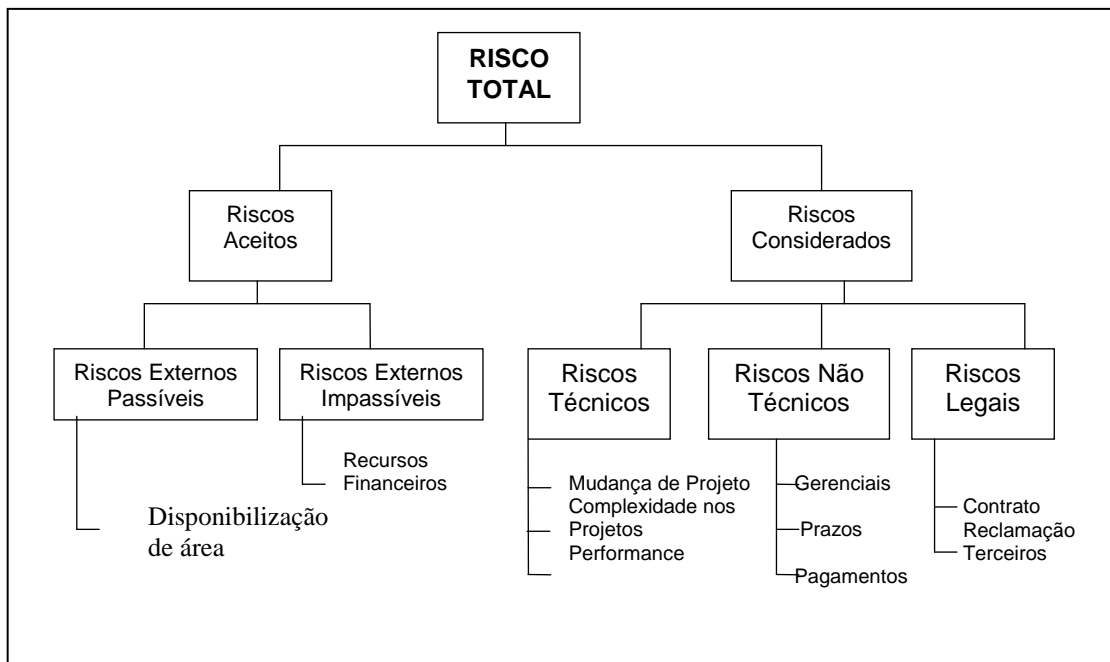 RISCO
TOTAL
Riscos
Aceitos
Riscos
Considerados
Riscos Externos
Passíveis
Riscos Externos
Impassíveis
Riscos
Técnicos
Riscos Não
Técnicos
Riscos
Legais
Disponibilização
de área
Recursos
Financeiros
Mudança de Projeto
Complexidade nos
Projetos
Performance
Gerenciais
Prazos
Pagamentos
Contrato
Reclamação
Terceiros